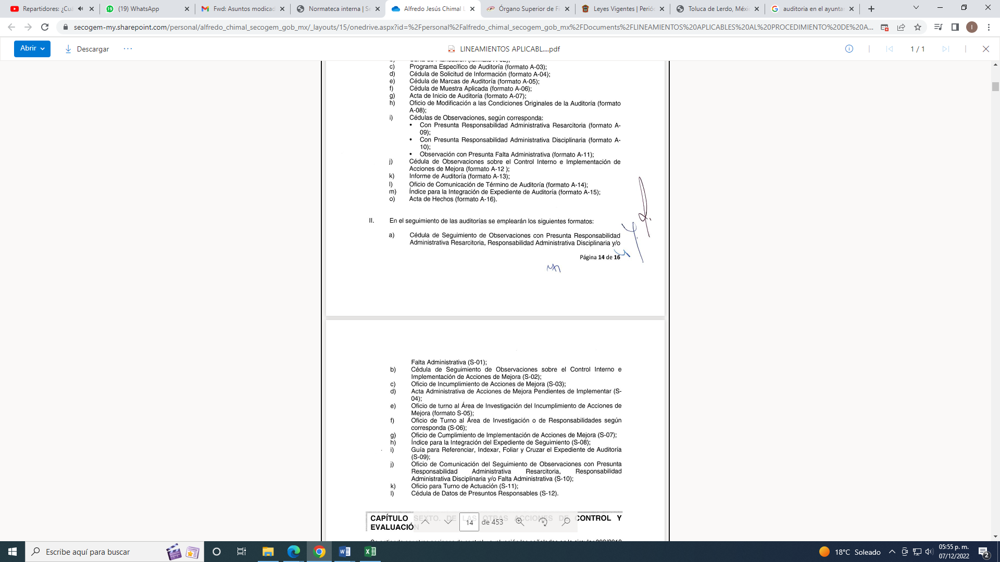 Repartidores: ¿Cuá
(19) WhatsApp
Fwd: Asuntos modicad
Normateca interna | Se
Alfredo Jesús Chimal L
Órgano Superior de Fi
Leyes Vigentes | Perió
Toluca de Lerdo, Méxi
auditoria en el ayuntar
secogem-my.sharepoint.com/personal/alfredo_chimal_secogem_gob_mx/_layouts/15/onedrive.aspx?id=%2Fpersonal%2Falfredo_chimal_secogem_gob_mx%2FDocuments%2FLINEAMIENTOS%20APLICABLES%20AL%20PROCEDIMIENTO%20DE%20A...
I
Abrir
Descargar
...
LINEAMIENTOS APLICABL....pdf
1 / 1
c) Programa Específico de Auditoría (formato A-03);
d) Cédula de Solicitud de Información (formato A-04);
e) Cédula de Marcas de Auditoría (formato A-05);
f) Cédula de Muestra Aplicada (formato A-06);
g) Acta de Inicio de Auditoría (formato A-07);
h) Oficio de Modificación a las Condiciones Originales de la Auditoría (formato
A-08);
i) Cédulas de Observaciones, según corresponda:
• Con Presunta Responsabilidad Administrativa Resarcitoria (formato A-
09);
• Con Presunta Responsabilidad Administrativa Disciplinaria (formato A-
10);
• Observación con Presunta Falta Administrativa (formato A-11);
j) Cédula de Observaciones sobre el Control Interno e Implementación de
Acciones de Mejora (formato A-12 );
k) Informe de Auditoría (formato A-13);
l) Oficio de Comunicación de Término de Auditoría (formato A-14);
m) Índice para la Integración de Expediente de Auditoría (formato A-15);
o) Acta de Hechos (formato A-16).
II. En el seguimiento de las auditorías se emplearán los siguientes formatos:
a) Cédula de Seguimiento de Observaciones con Presunta Responsabilidad
Administrativa Resarcitoria, Responsabilidad Administrativa Disciplinaria y/o
Página 14 de 16
Falta Administrativa (S-01);
b) Cédula de Seguimiento de Observaciones sobre el Control Interno e
Implementación de Acciones de Mejora (S-02);
c) Oficio de Incumplimiento de Acciones de Mejora (S-03);
d) Acta Administrativa de Acciones de Mejora Pendientes de Implementar (S-
04);
e) Oficio de turno al Área de Investigación del Incumplimiento de Acciones de
Mejora (formato S-05);
f) Oficio de Turno al Área de Investigación o de Responsabilidades según
corresponda (S-06);
g) Oficio de Cumplimiento de Implementación de Acciones de Mejora (S-07);
h) Índice para la Integración del Expediente de Seguimiento (S-08);
i) Guía para Referenciar, Indexar, Foliar y Cruzar el Expediente de Auditoría
(S-09);
j) Oficio de Comunicación del Seguimiento de Observaciones con Presunta
Responsabilidad Administrativa Resarcitoria, Responsabilidad
Administrativa Disciplinaria y/o Falta Administrativa (S-10);
k) Oficio para Turno de Actuación (S-11);
l) Cédula de Datos de Presuntos Responsables (S-12).
CAPÍTULO SEXTO. DE LAS OTRAS ACCIONES DE CONTROL Y
EVALUACIÓN
14 de 453
Escribe aquí para buscar
18°C Soleado
05:55 p. m.
07/12/2022
2